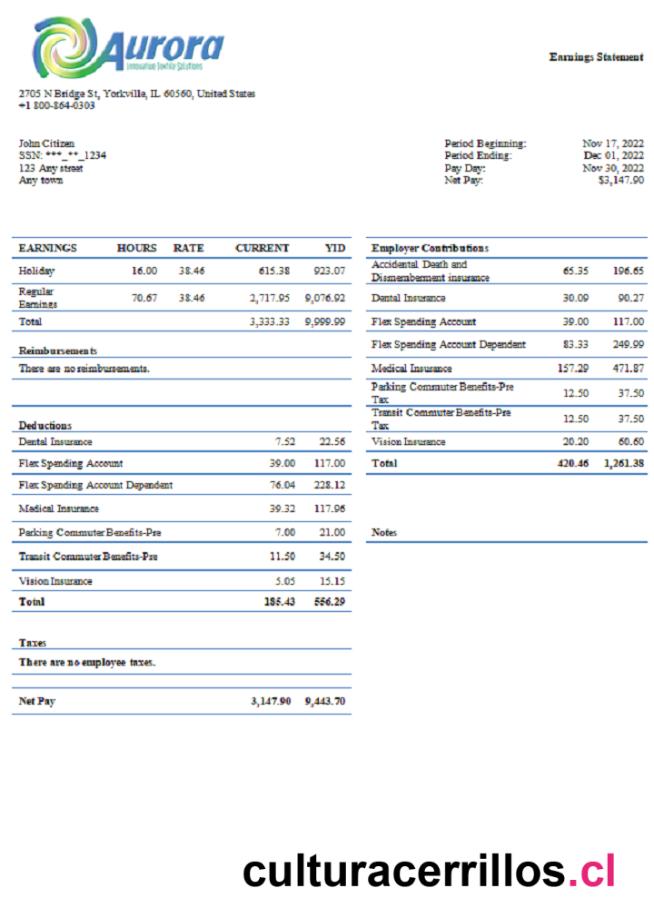 Aurora
Innovative Textile Solutions
Earnings Statement
2705 N Bridge St, Yorkville, IL 60560, United States
+1 800-864-0303
John Citizen
SSN: ***_**_1234
123 Any street
Any town
Period Beginning: Nov 17, 2022
Period Ending: Dec 01, 2022
Pay Day: Nov 30, 2022
Net Pay: $3,147.90
EARNINGS HOURS RATE CURRENT YTD
Holiday 16.00 38.46 615.38 923.07
Regular
Earnings 70.67 38.46 2,717.95 9,076.92
Total 3,333.33 9,999.99
Reimbursements
There are no reimbursements.
Deductions
Dental Insurance 7.52 22.56
Flex Spending Account 39.00 117.00
Flex Spending Account Dependent 76.04 228.12
Medical Insurance 39.32 117.96
Parking Commuter Benefits-Pre 7.00 21.00
Transit Commuter Benefits-Pre 11.50 34.50
Vision Insurance 5.05 15.15
Total 185.43 556.29
Taxes
There are no employee taxes.
Net Pay 3,147.90 9,443.70
Employer Contributions
Accidental Death and
Dismemberment insurance 65.35 196.65
Dental Insurance 30.09 90.27
Flex Spending Account 39.00 117.00
Flex Spending Account Dependent 83.33 249.99
Medical Insurance 157.29 471.87
Parking Commuter Benefits-Pre
Tax 12.50 37.50
Transit Commuter Benefits-Pre
Tax 12.50 37.50
Vision Insurance 20.20 60.60
Total 420.46 1,261.38
Notes
culturacerrillos.cl